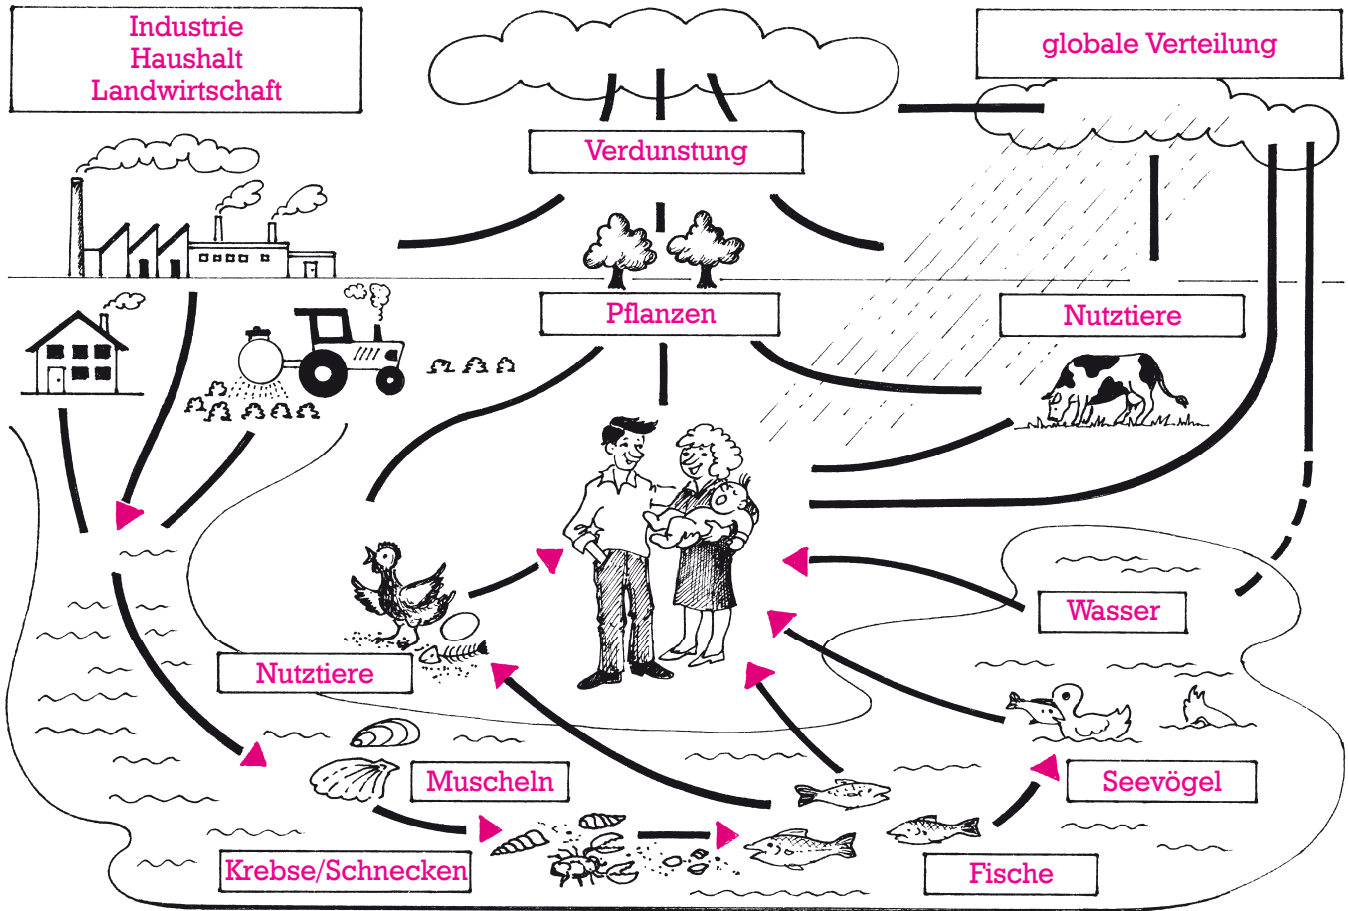 Industrie
Haushalt
Landwirtschaft
globale Verteilung
Verdunstung
Pflanzen
Nutztiere
Wasser
Nutztiere
Muscheln
Seevögel
Krebse/Schnecken
Fische